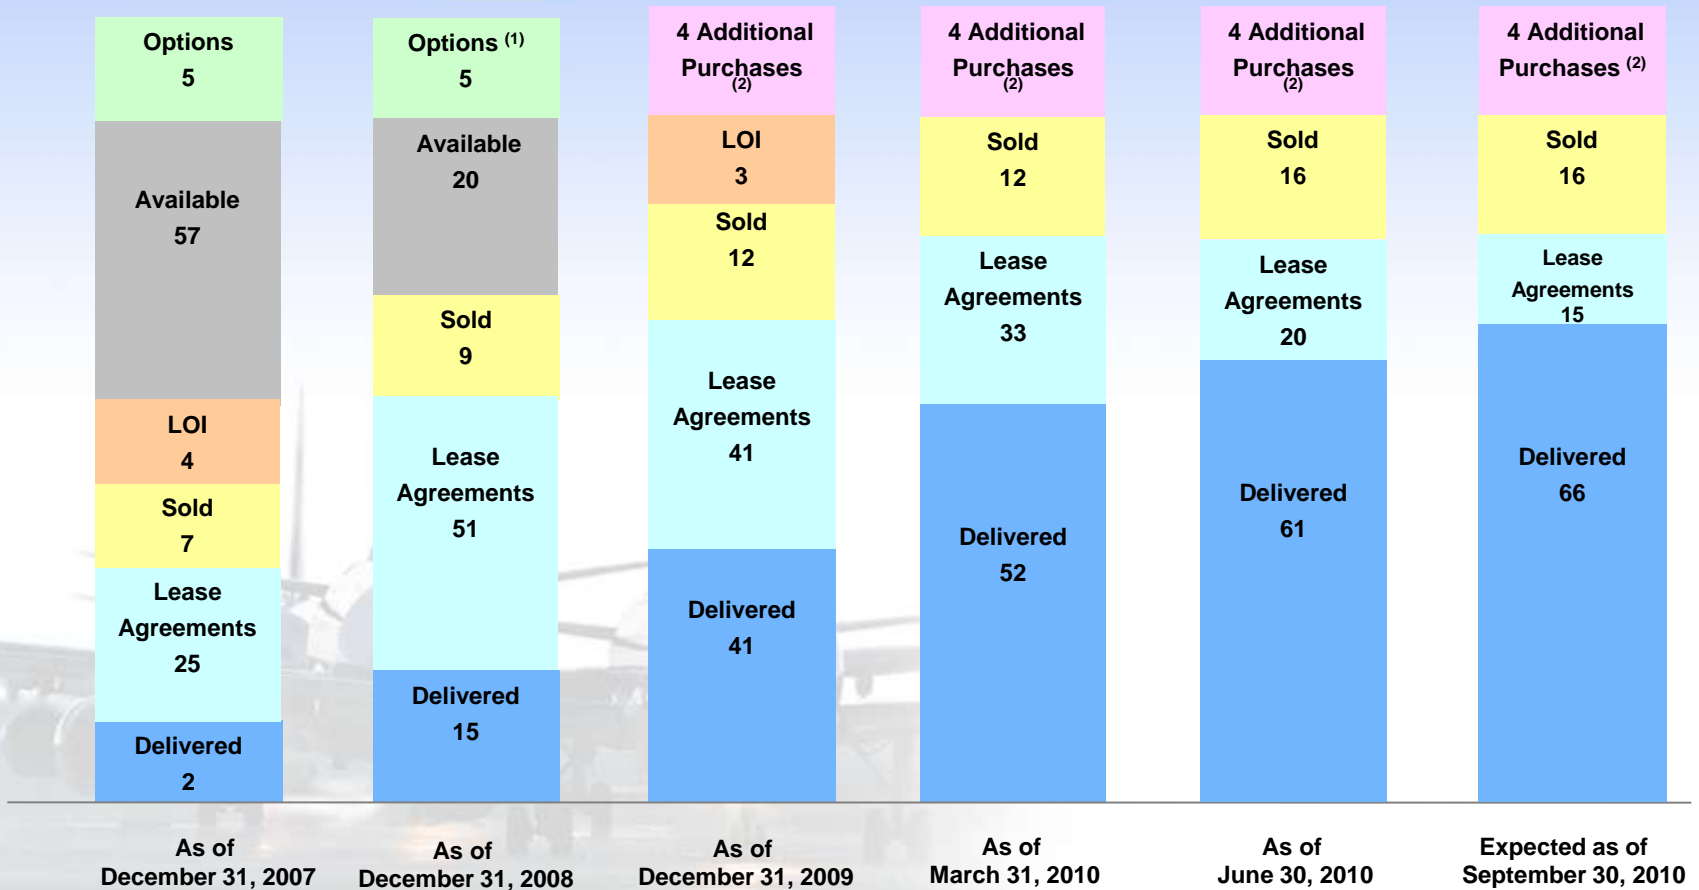 Options
5
Available
57
LOI
4
Sold
7
Lease
Agreements
25
Delivered
2
As of
December 31, 2007
Options (1)
5
Available
20
Sold
9
Lease
Agreements
51
Delivered
15
As of
December 31, 2008
4 Additional
Purchases
(2)
LOI
3
Sold
12
Lease
Agreements
41
Delivered
41
As of
December 31, 2009
4 Additional
Purchases
(2)
Sold
12
Lease
Agreements
33
Delivered
52
As of
March 31, 2010
4 Additional
Purchases
(2)
Sold
16
Lease
Agreements
20
Delivered
61
As of
June 30, 2010
4 Additional
Purchases (2)
Sold
16
Lease
Agreements
15
Delivered
66
Expected as of
September 30, 2010